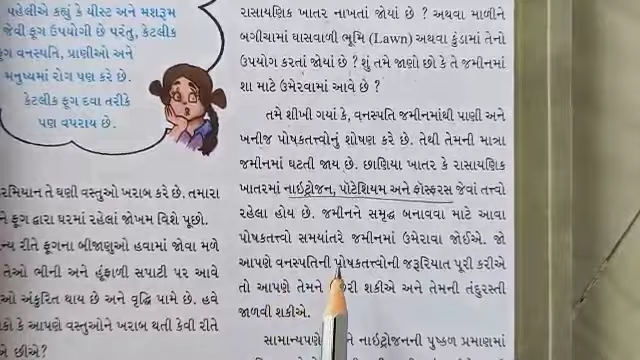 પહેલીએ કહ્યું કે યીસ્ટ અને મશરૂમ
જેવી ફૂગ ઉપયોગી છે પરંતુ, કેટલીક
ફૂગ વનસ્પતિ, પ્રાણીઓ અને
મનુષ્યમાં રોગ પણ કરે છે.
કેટલીક ફૂગ દવા તરીકે
પણ વપરાય છે.
તે ઘણી વસ્તુઓ ખરાબ કરે છે. તમારા
ફૂગ દ્વારા ઘરમાં રહેલાં જોખમ વિશે પૂછો.
રીતે ફૂગના બીજાણુઓ હવામાં જોવા મળે
તેઓ ભીની અને હૂંફાળી સપાટી પર આવે
અંકુરિત થાય છે અને વૃદ્ધિ પામે છે. હવે
કે આપણે વસ્તુઓને ખરાબ થતી કેવી રીતે
છીએ?
રાસાયણિક ખાતર નાખતાં જોયાં છે ? અથવા માળીને
બગીચામાં ઘાસવાળી ભૂમિ (Lawn) અથવા કુંડામાં તેનો
ઉપયોગ કરતાં જોયાં છે ? શું તમે જાણો છો કે તે જમીનમાં
શા માટે ઉમેરવામાં આવે છે ?
તમે શીખી ગયાં કે, વનસ્પતિ જમીનમાંથી પાણી અને
ખનીજ પોષકતત્ત્વોનું શોષણ કરે છે. તેથી તેમની માત્રા
જમીનમાં ઘટતી જાય છે. છાણિયા ખાતર કે રાસાયણિક
ખાતરમાં નાઇટ્રોજન, પૉટેશિયમ અને ફૉસ્ફરસ જેવાં તત્ત્વો
રહેલા હોય છે. જમીનને સમૃદ્ધ બનાવવા માટે આવા
પોષકતત્ત્વો સમયાંતરે જમીનમાં ઉમેરાવા જોઈએ. જો
આપણે વનસ્પતિની પોષકતત્ત્વોની જરૂરિયાત પૂરી કરીએ
તો આપણે તેમને શકીએ અને તેમની તંદુરસ્તી
જાળવી શકીએ.
સામાન્યપણે નાઇટ્રોજનની પુષ્કળ પ્રમાણમાં